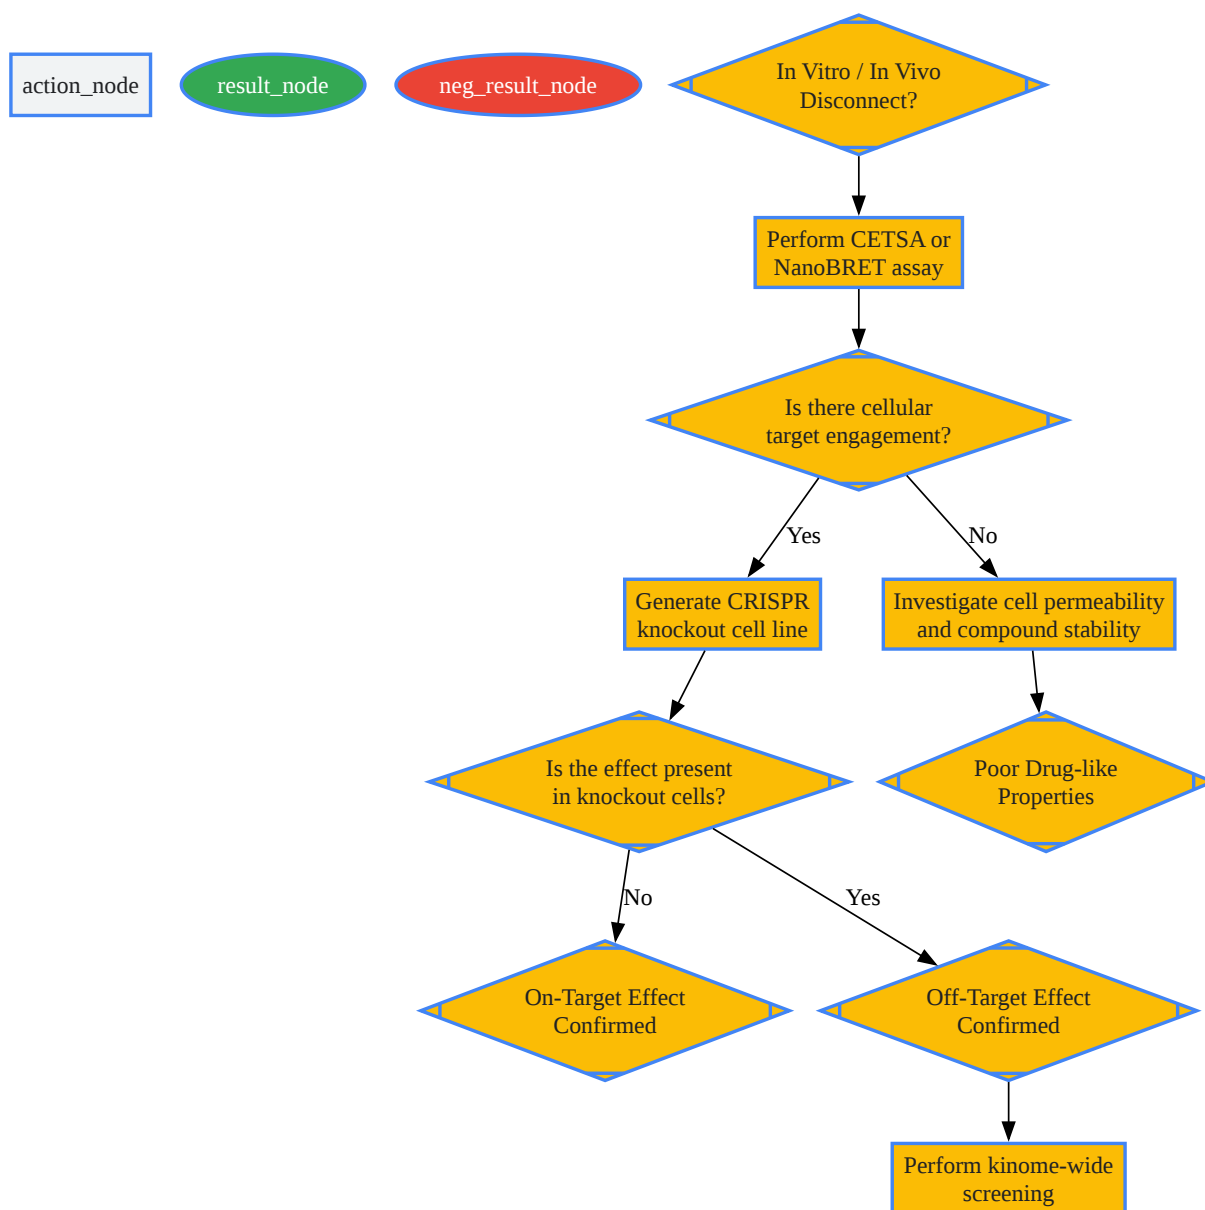 action_node
result_node
neg_result_node
In Vitro / In Vivo
Disconnect?
Perform CETSA or
NanoBRET assay
Is there cellular
target engagement?
Yes
No
Generate CRISPR
knockout cell line
Investigate cell permeability
and compound stability
Is the effect present
in knockout cells?
Poor Drug-like
Properties
No
Yes
On-Target Effect
Confirmed
Off-Target Effect
Confirmed
Perform kinome-wide
screening